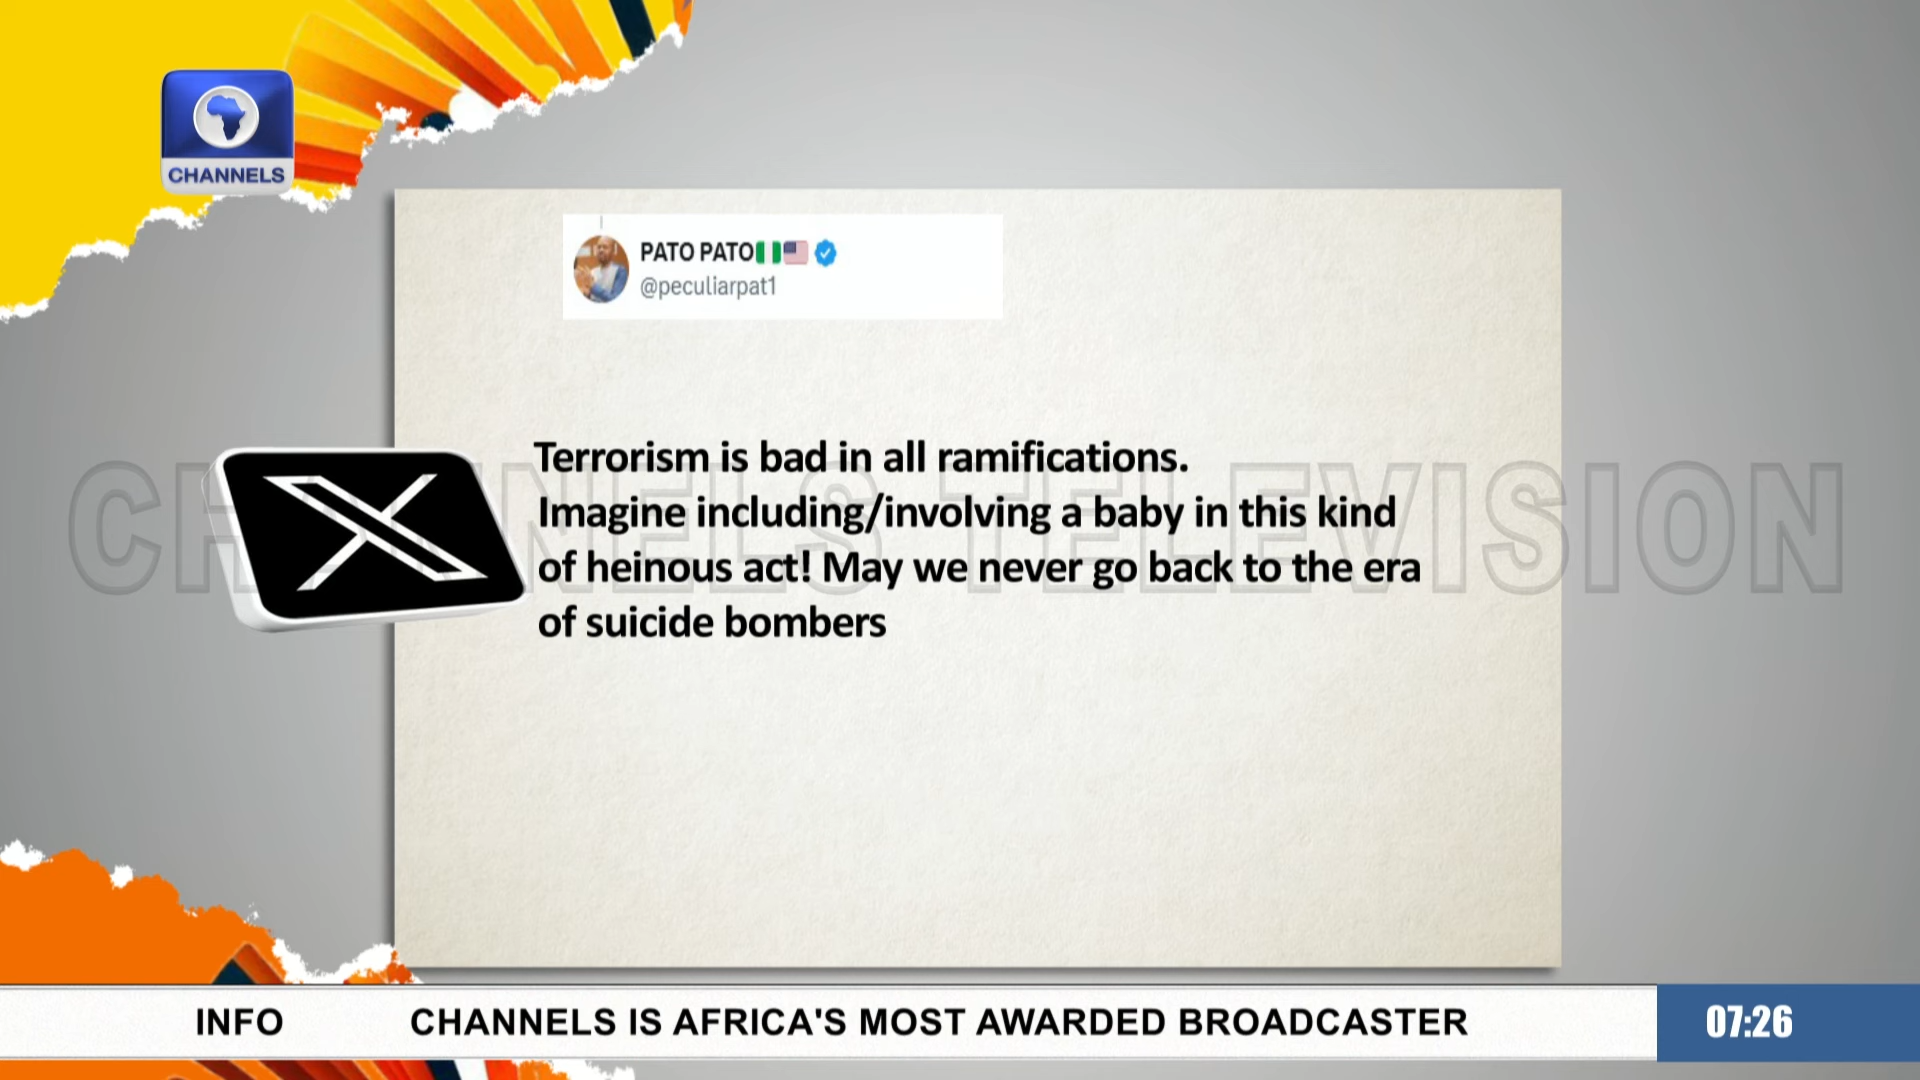 CHANNELS
PATO PATO
@peculiarpat1
CHANNELS TELEVISION
Terrorism is bad in all ramifications.
Imagine including/involving a baby in this kind
of heinous act! May we never go back to the era
of suicide bombers
INFO CHANNELS IS AFRICA'S MOST AWARDED BROADCASTER 07:26